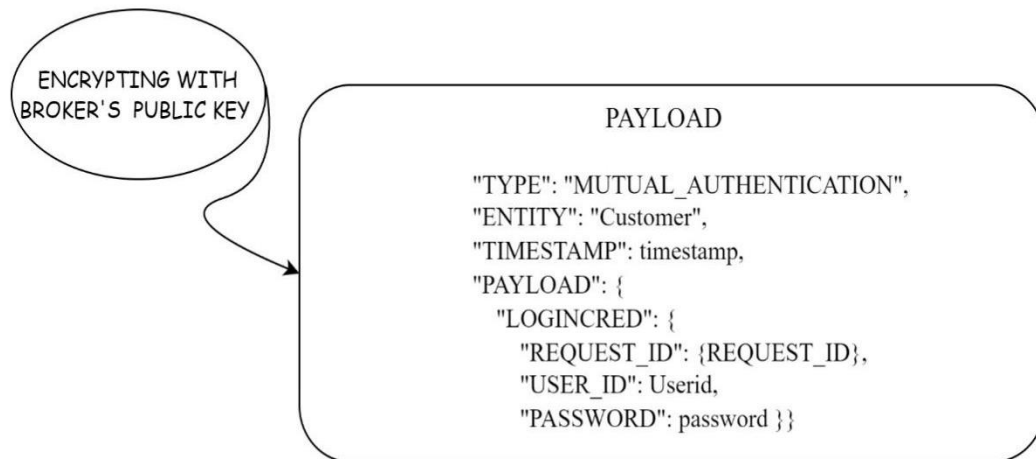 ENCRYPTING WITH
BROKER'S PUBLIC KEY
PAYLOAD
"TYPE": "MUTUAL_AUTHENTICATION",
"ENTITY": "Customer",
"TIMESTAMP": timestamp,
"PAYLOAD": {
"LOGINCRED": {
"REQUEST_ID": {REQUEST_ID},
"USER_ID": Userid,
"PASSWORD": password }}